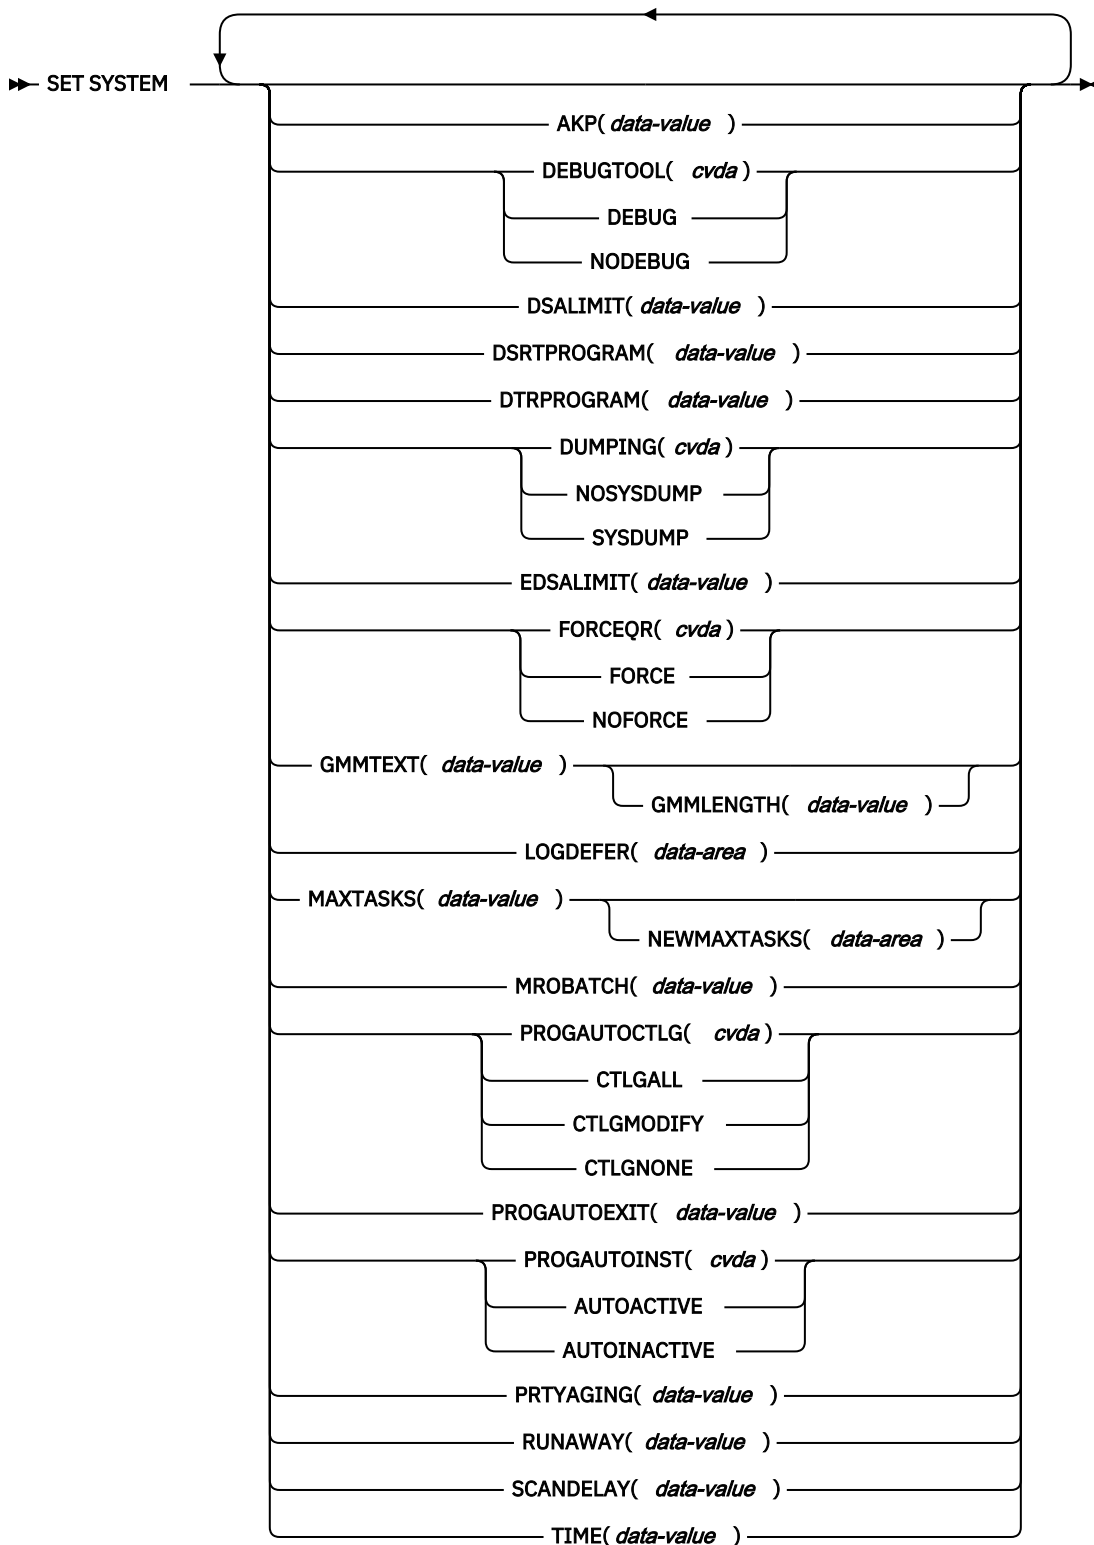 SET SYSTEM
AKP( data-value )
DEBUGTOOL( cvda )
DEBUG
NODEBUG
DSALIMIT( data-value )
DSRTPROGRAM( data-value )
DTRPROGRAM( data-value )
DUMPING( cvda )
NOSYSDUMP
SYSDUMP
EDSALIMIT( data-value )
FORCEQR( cvda )
FORCE
NOFORCE
GMMTEXT( data-value )
GMMLENGTH( data-value )
LOGDEFER( data-area )
MAXTASKS( data-value )
NEWMAXTASKS( data-area )
MROBATCH( data-value )
PROGAUTOCTLG( cvda )
CTLGALL
CTLGMODIFY
CTLGNONE
PROGAUTOEXIT( data-value )
PROGAUTOINST( cvda )
AUTOACTIVE
AUTOINACTIVE
PRTYAGING( data-value )
RUNAWAY( data-value )
SCANDELAY( data-value )
TIME( data-value )